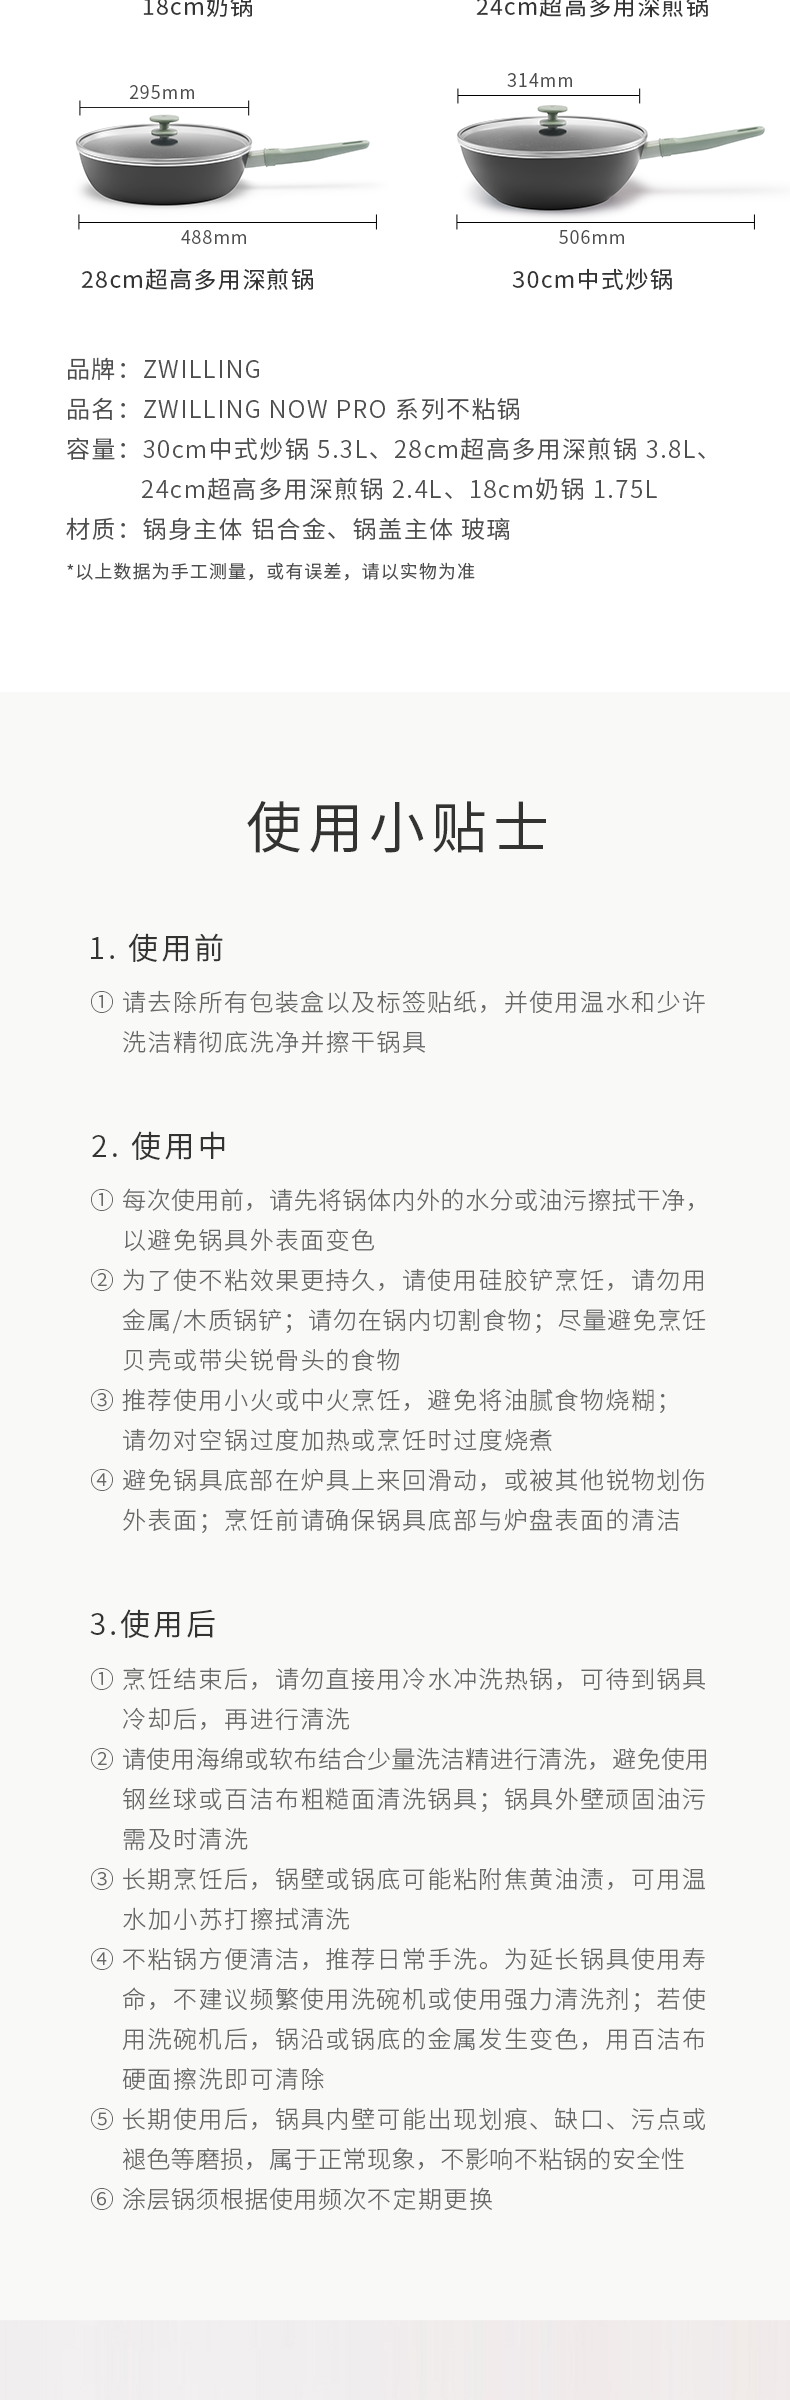 18cm奶锅
24cm超高多用深煎锅
295mm
314mm
488mm
506mm
28cm超高多用深煎锅
30cm中式炒锅
品牌：ZWILLING
品名：ZWILLING NOW PRO 系列不粘锅
容量：30cm中式炒锅 5.3L、28cm超高多用深煎锅 3.8L、
24cm超高多用深煎锅 2.4L、18cm奶锅 1.75L
材质：锅身主体 铝合金、锅盖主体 玻璃
*以上数据为手工测量，或有误差，请以实物为准
使用小贴士
1. 使用前
① 请去除所有包装盒以及标签贴纸，并使用温水和少许
洗洁精彻底洗净并擦干锅具
2. 使用中
① 每次使用前，请先将锅体内外的水分或油污擦拭干净，
以避免锅具外表面变色
② 为了使不粘效果更持久，请使用硅胶铲烹饪，请勿用
金属/木质锅铲；请勿在锅内切割食物；尽量避免烹饪
贝壳或带尖锐骨头的食物
③ 推荐使用小火或中火烹饪，避免将油腻食物烧糊；
请勿对空锅过度加热或烹饪时过度烧煮
④ 避免锅具底部在炉具上来回滑动，或被其他锐物划伤
外表面；烹饪前请确保锅具底部与炉盘表面的清洁
3.使用后
① 烹饪结束后，请勿直接用冷水冲洗热锅，可待到锅具
冷却后，再进行清洗
② 请使用海绵或软布结合少量洗洁精进行清洗，避免使用
钢丝球或百洁布粗糙面清洗锅具；锅具外壁顽固油污
需及时清洗
③ 长期烹饪后，锅壁或锅底可能粘附焦黄油渍，可用温
水加小苏打擦拭清洗
④ 不粘锅方便清洁，推荐日常手洗。为延长锅具使用寿
命，不建议频繁使用洗碗机或使用强力清洗剂；若使
用洗碗机后，锅沿或锅底的金属发生变色，用百洁布
硬面擦洗即可清除
⑤ 长期使用后，锅具内壁可能出现划痕、缺口、污点或
褪色等磨损，属于正常现象，不影响不粘锅的安全性
⑥ 涂层锅须根据使用频次不定期更换